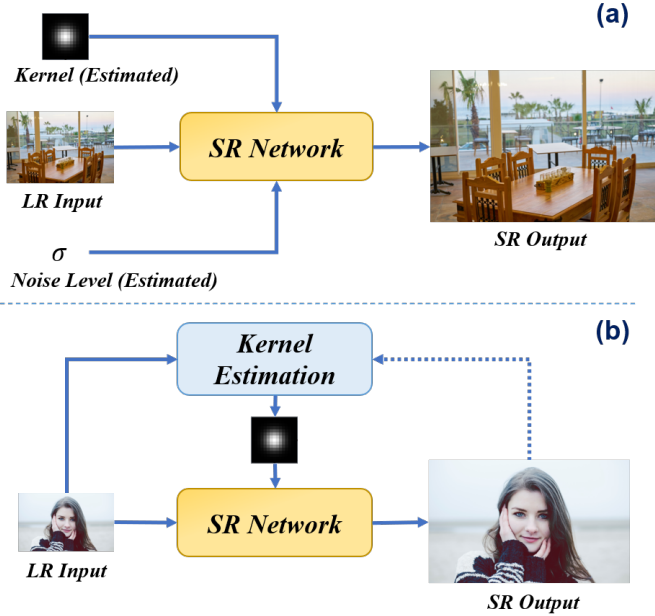 (a)
Kernel (Estimated)
SR Network
LR Input
SR Output
σ
Noise Level (Estimated)
(b)
Kernel
Estimation
SR Network
LR Input
SR Output